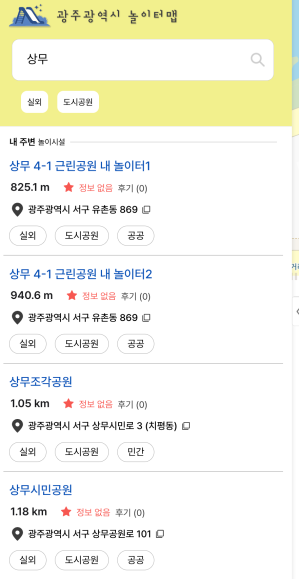 광주광역시 놀이터맵
상무
실외 도시공원
내 주변 놀이시설
상무 4-1 근린공원 내 놀이터1
825.1 m ★ 정보 없음 후기 (0)
광주광역시 서구 유촌동 869
실외 도시공원 공공
상무 4-1 근린공원 내 놀이터2
940.6 m ★ 정보 없음 후기 (0)
광주광역시 서구 유촌동 869
실외 도시공원 공공
상무조각공원
1.05 km ★ 정보 없음 후기 (0)
광주광역시 서구 상무시민로 3 (치평동)
실외 도시공원 민간
상무시민공원
1.18 km ★ 정보 없음 후기 (0)
광주광역시 서구 상무공원로 101
실외 도시공원 공공